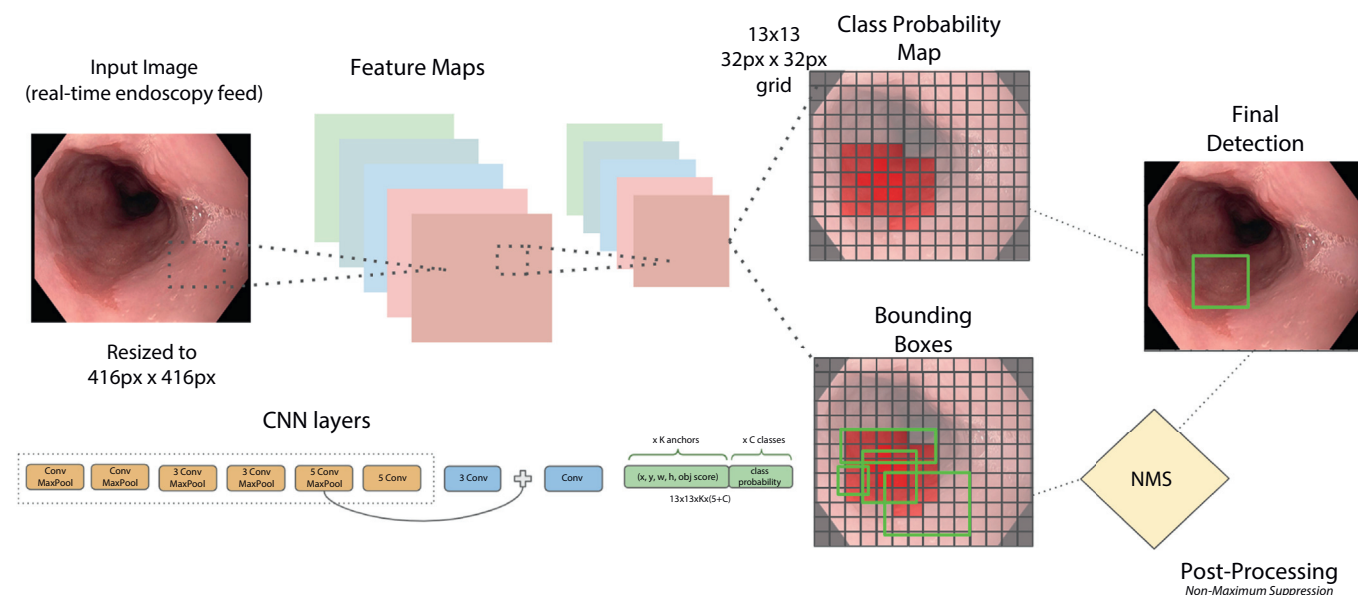 Input Image
(real-time endoscopy feed)
Resized to
416px x 416px
Feature Maps
13x13
32px x 32px
grid
Class Probability
Map
Bounding
Boxes
Final
Detection
CNN layers
Conv
MaxPool
Conv
MaxPool
3 Conv
MaxPool
3 Conv
MaxPool
5 Conv
MaxPool
5 Conv
3 Conv
Conv
x K anchors
x C classes
(x, y, w, h, obj score)
class
probability
13x13xKx(5+C)
NMS
Post-Processing
Non-Maximum Suppression